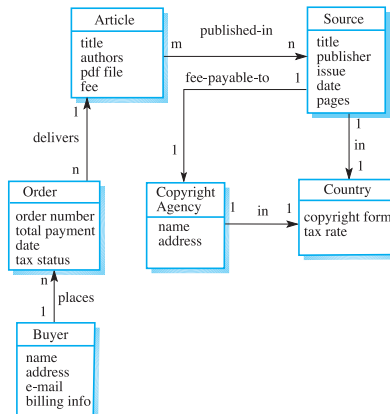 Article
title
authors
pdf file
fee
m
published-in
n
Source
title
publisher
issue
date
pages
fee-payable-to
1
1
1
in
1
delivers
1
n
Order
order number
total payment
date
tax status
Copyright
Agency
name
address
1
in
1
Country
copyright form
tax rate
n
places
1
Buyer
name
address
e-mail
billing info